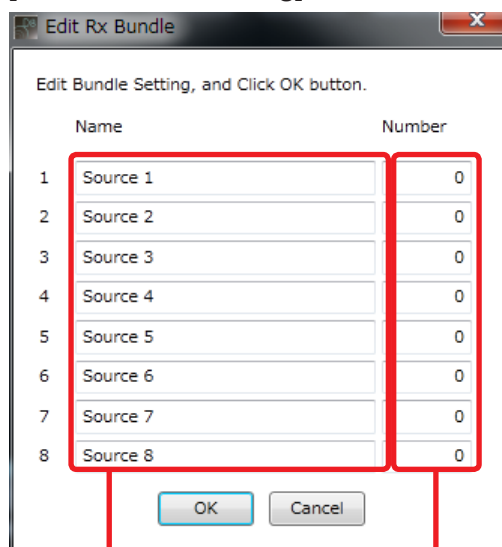 Edit Rx Bundle
Edit Bundle Setting, and Click OK button.
Name Number
1 Source 1 0
2 Source 2 0
3 Source 3 0
4 Source 4 0
5 Source 5 0
6 Source 6 0
7 Source 7 0
8 Source 8 0
OK Cancel